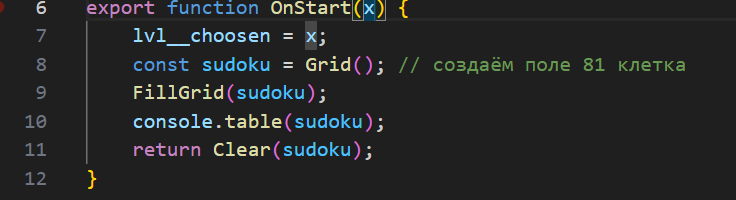 6 export function OnStart(x) {
7 lvl__choosen = x;
8 const sudoku = Grid(); // создаём поле 81 клетка
9 FillGrid(sudoku);
10 console.table(sudoku);
11 return Clear(sudoku);
12 }